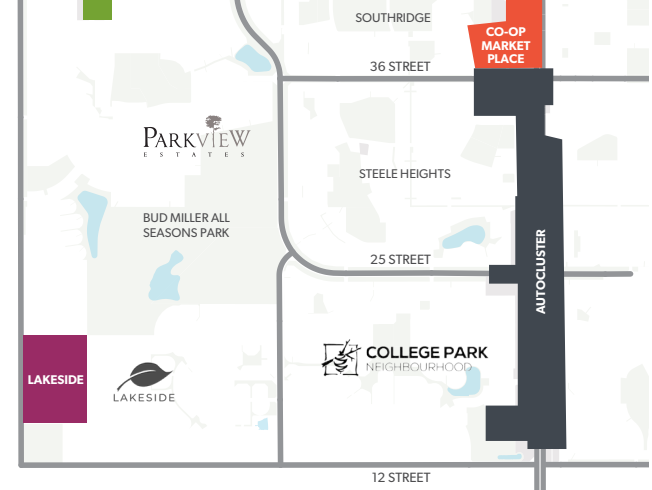 SOUTHRIDGE
CO-OP
MARKET
PLACE
36 STREET
PARKVIEW
ESTATES
STEELE HEIGHTS
BUD MILLER ALL
SEASONS PARK
25 STREET
AUTOCLUSTER
COLLEGE PARK
NEIGHBOURHOOD
LAKESIDE
LAKESIDE
12 STREET